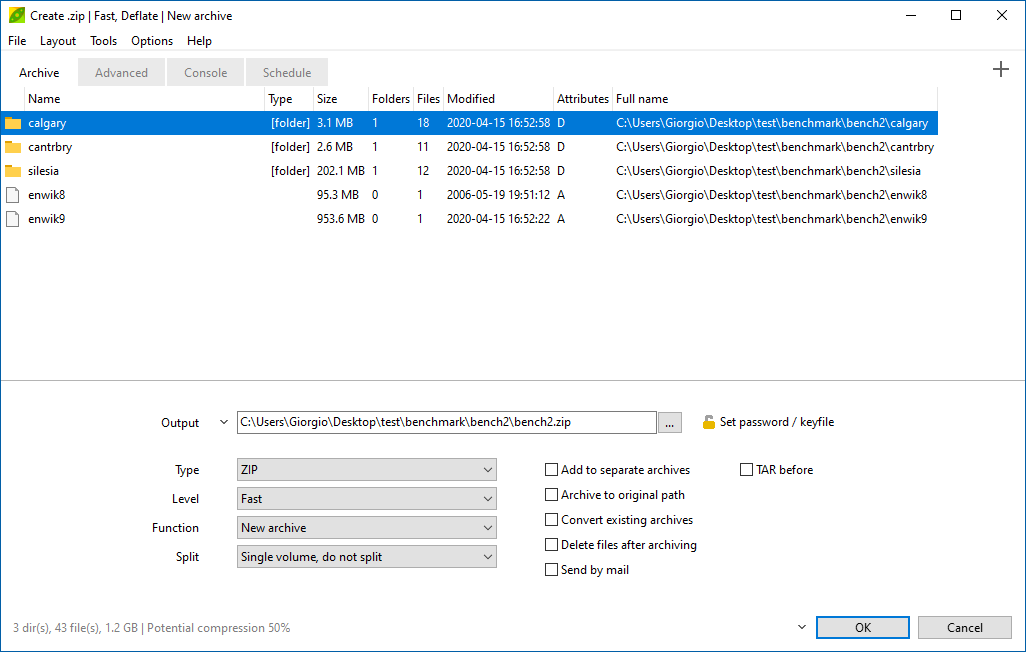 Create .zip | Fast, Deflate | New archive
File Layout Tools Options Help
Archive Advanced Console Schedule
Name Type Size Folders Files Modified Attributes Full name
calgary [folder] 3.1 MB 1 18 2020-04-15 16:52:58 D C:\Users\Giorgio\Desktop\test\benchmark\bench2\calgary
cantrbry [folder] 2.6 MB 1 11 2020-04-15 16:52:58 D C:\Users\Giorgio\Desktop\test\benchmark\bench2\cantrbry
silesia [folder] 202.1 MB 1 12 2020-04-15 16:52:58 D C:\Users\Giorgio\Desktop\test\benchmark\bench2\silesia
enwik8 95.3 MB 0 1 2006-05-19 19:51:12 A C:\Users\Giorgio\Desktop\test\benchmark\bench2\enwik8
enwik9 953.6 MB 0 1 2020-04-15 16:52:22 A C:\Users\Giorgio\Desktop\test\benchmark\bench2\enwik9
Output C:\Users\Giorgio\Desktop\test\benchmark\bench2\bench2.zip ... Set password / keyfile
Type ZIP Add to separate archives TAR before
Level Fast Archive to original path
Function New archive Convert existing archives
Split Single volume, do not split Delete files after archiving
Send by mail
3 dir(s), 43 file(s), 1.2 GB | Potential compression 50% OK Cancel